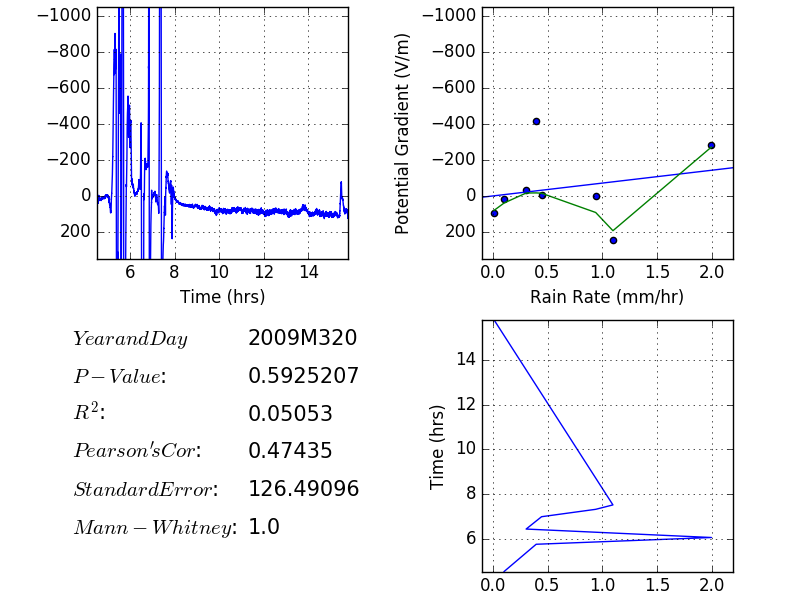 −1000
−800
−600
−400
−200
0
200
6 8 10 12 14
Time (hrs)
Potential Gradient (V/m)
−1000
−800
−600
−400
−200
0
200
0.0 0.5 1.0 1.5 2.0
Rain Rate (mm/hr)
YearandDay 2009M320
P−Value: 0.5925207
R²: 0.05053
Pearson′sCor: 0.47435
StandardError: 126.49096
Mann−Whitney: 1.0
Time (hrs)
14
12
10
8
6
0.0 0.5 1.0 1.5 2.0